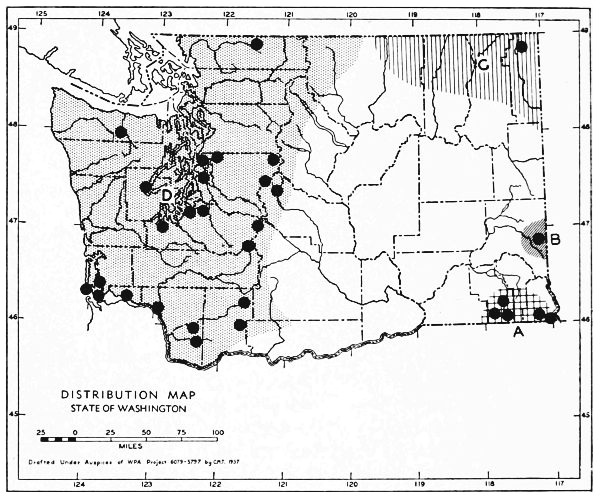 125 124 123 122 121 120 119 118 117
49 49
C
48 48
D
47 47
B
46 46
A
DISTRIBUTION MAP
STATE OF WASHINGTON
45 45
25 0 25 50 75 100
MILES
Drafted Under Auspices of WPA Project 6079-3797 by C.M.T. 1937
124 123 122 121 120 119 118 117